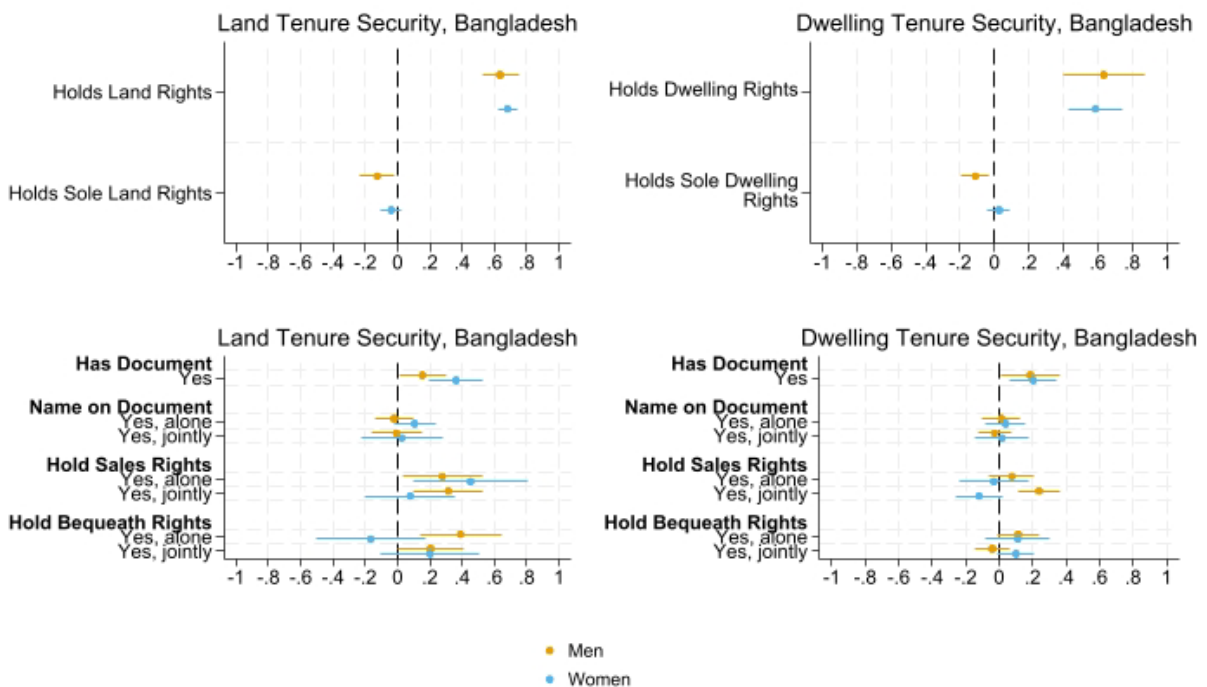 Land Tenure Security, Bangladesh
Holds Land Rights
Holds Sole Land Rights
-1 -.8 -.6 -.4 -.2 0 .2 .4 .6 .8 1
Dwelling Tenure Security, Bangladesh
Holds Dwelling Rights
Holds Sole Dwelling
Rights
-1 -.8 -.6 -.4 -.2 0 .2 .4 .6 .8 1
Land Tenure Security, Bangladesh
Has Document
Yes
Name on Document
Yes, alone
Yes, jointly
Hold Sales Rights
Yes, alone
Yes, jointly
Hold Bequeath Rights
Yes, alone
Yes, jointly
-1 -.8 -.6 -.4 -.2 0 .2 .4 .6 .8 1
Dwelling Tenure Security, Bangladesh
Has Document
Yes
Name on Document
Yes, alone
Yes, jointly
Hold Sales Rights
Yes, alone
Yes, jointly
Hold Bequeath Rights
Yes, alone
Yes, jointly
-1 -.8 -.6 -.4 -.2 0 .2 .4 .6 .8 1
Men
Women